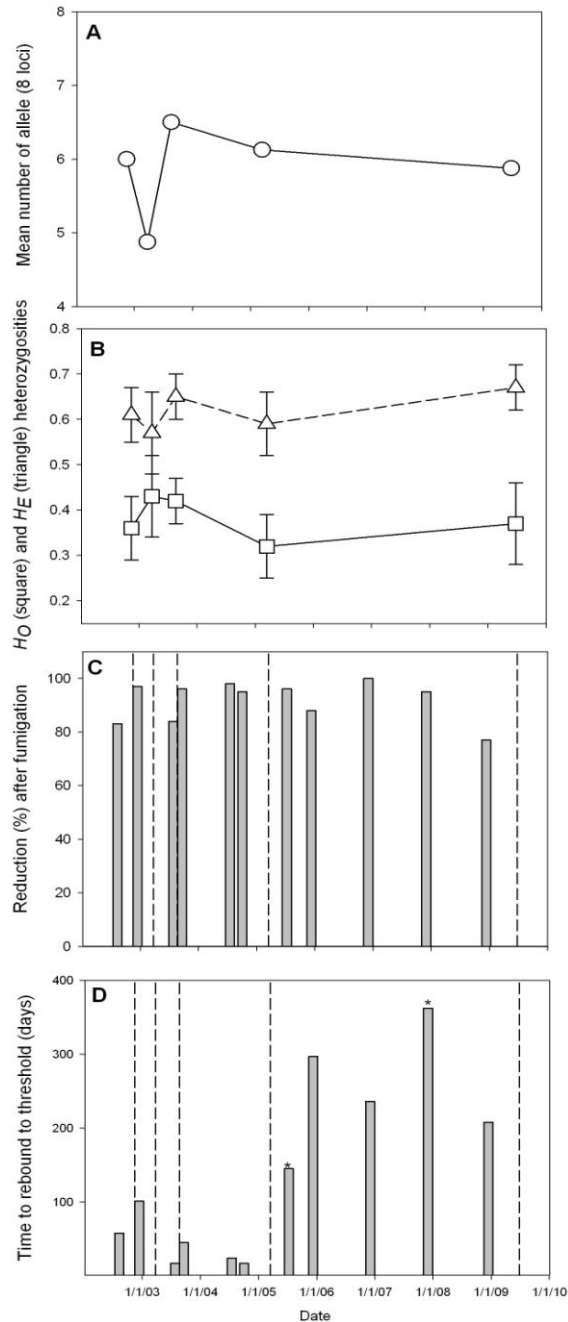 8
A
7
6
5
4
Mean number of allele (8 loci)
0.8
B
0.7
0.6
0.5
0.4
0.3
0.2
HO (square) and HE (triangle) heterozygosities
C
100
80
60
40
20
0
Reduction (%) after fumigation
400
D
300
200
100
Time to rebound to threshold (days)
*
*
1/1/03 1/1/04 1/1/05 1/1/06 1/1/07 1/1/08 1/1/09 1/1/10
Date